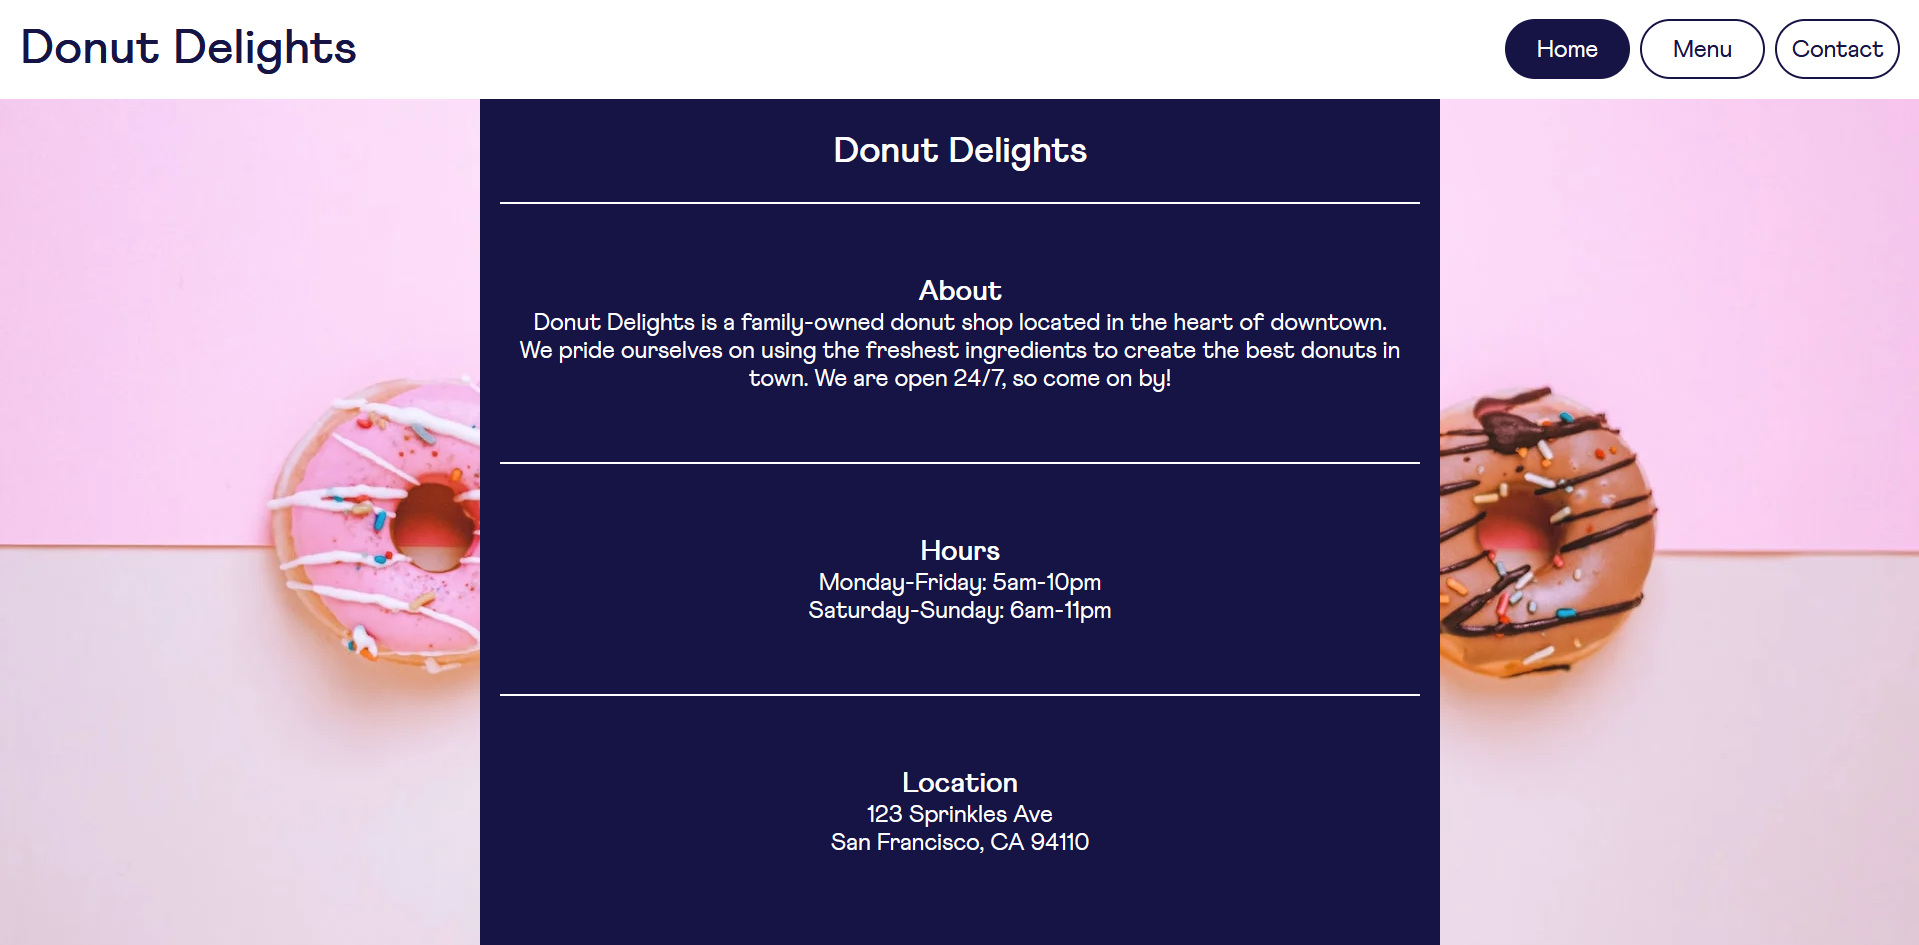 Donut Delights
Home
Menu
Contact
Donut Delights
About
Donut Delights is a family-owned donut shop located in the heart of downtown.
We pride ourselves on using the freshest ingredients to create the best donuts in
town. We are open 24/7, so come on by!
Hours
Monday-Friday: 5am-10pm
Saturday-Sunday: 6am-11pm
Location
123 Sprinkles Ave
San Francisco, CA 94110